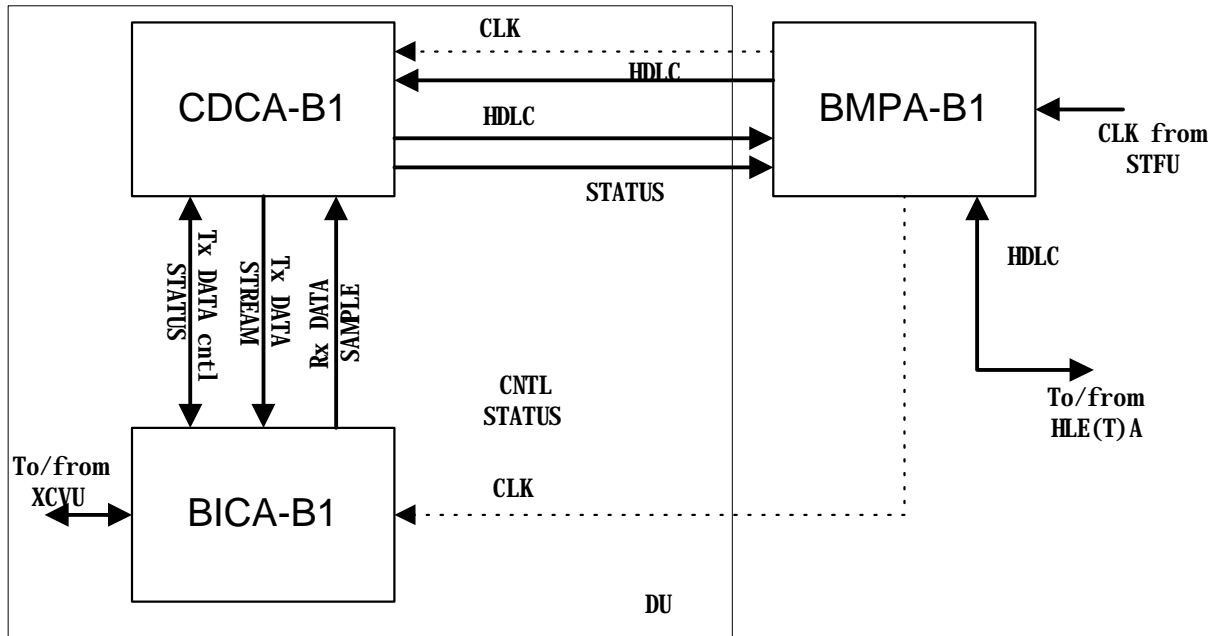 CLK
HDLC
CDCA-B1
BMPA-B1
HDLC
CLK from
STFU
STATUS
Tx DATA cntl
STATUS
Tx DATA
STREAM
Rx DATA
SAMPLE
HDLC
CNTL
STATUS
To/from
HLE(T)A
To/from
XCVU
CLK
BICA-B1
DU